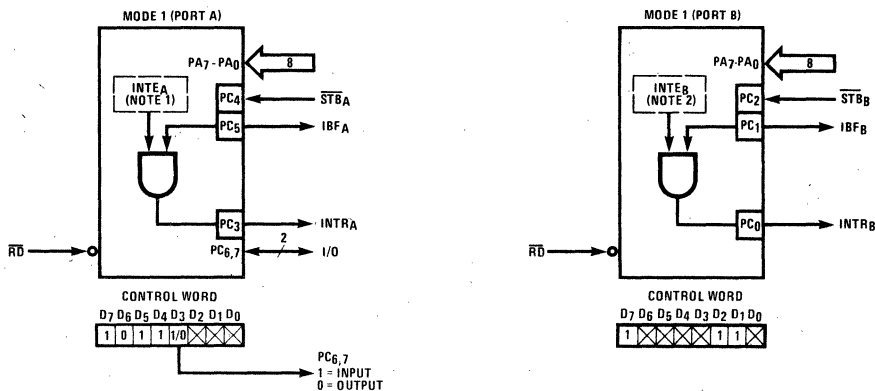 MODE 1 (PORT A)
PA7 - PA0
8
INTEA
(NOTE 1)
PC4
STBA
PC5
IBFA
PC3
INTRA
RD
PC6,7
2
I/O
CONTROL WORD
D7 D6 D5 D4 D3 D2 D1 D0
1 0 1 1 1/0
PC6,7
1 = INPUT
0 = OUTPUT
MODE 1 (PORT B)
PA7-PA0
8
INTEB
(NOTE 2)
PC2
STBB
PC1
IBFB
PC0
INTRB
RD
CONTROL WORD
D7 D6 D5 D4 D3 D2 D1 D0
1 1 1